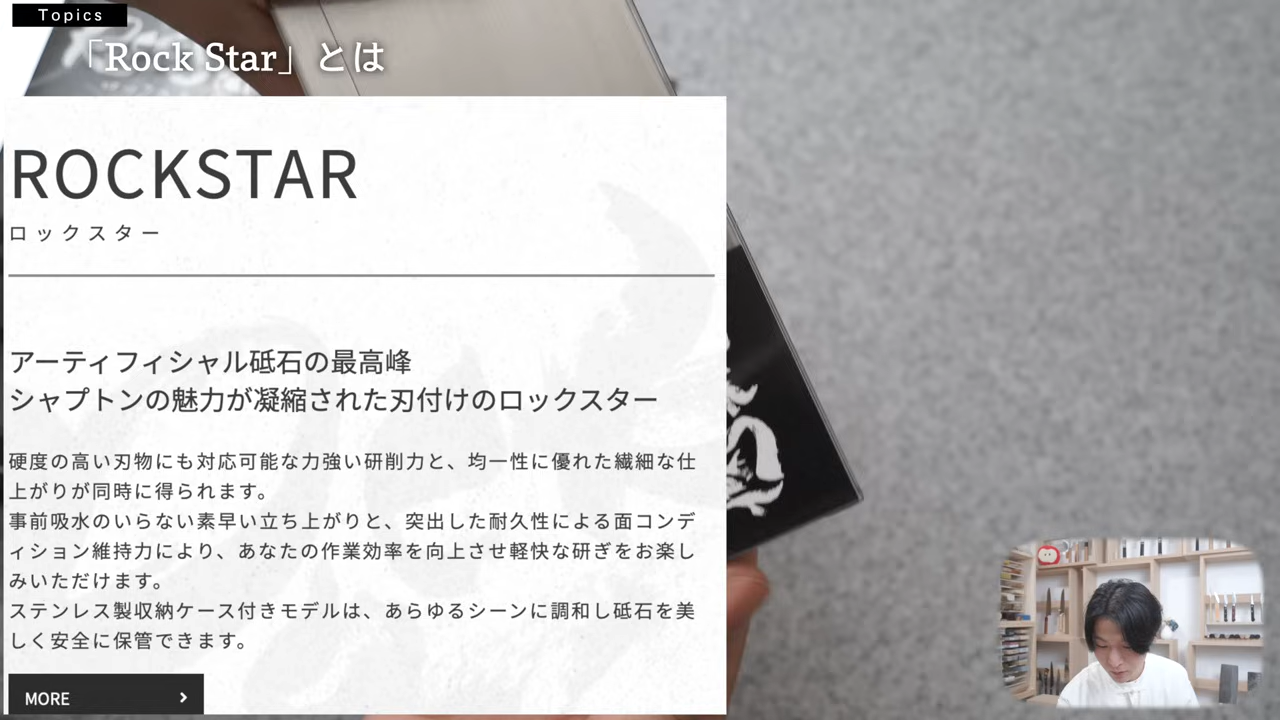 Topics
「Rock Star」とは
ROCKSTAR
ロックスター
アーティフィシャル砥石の最高峰
シャプトンの魅力が凝縮された刃付けのロックスター
硬度の高い刃物にも対応可能な力強い研削力と、均一性に優れた繊細な仕
上がりが同時に得られます。
事前吸水のいらない素早い立ち上がりと、突出した耐久性による面コンデ
ィション維持力により、あなたの作業効率を向上させ軽快な研ぎをお楽し
みいただけます。
ステンレス製収納ケース付きモデルは、あらゆるシーンに調和し砥石を美
しく安全に保管できます。
MORE